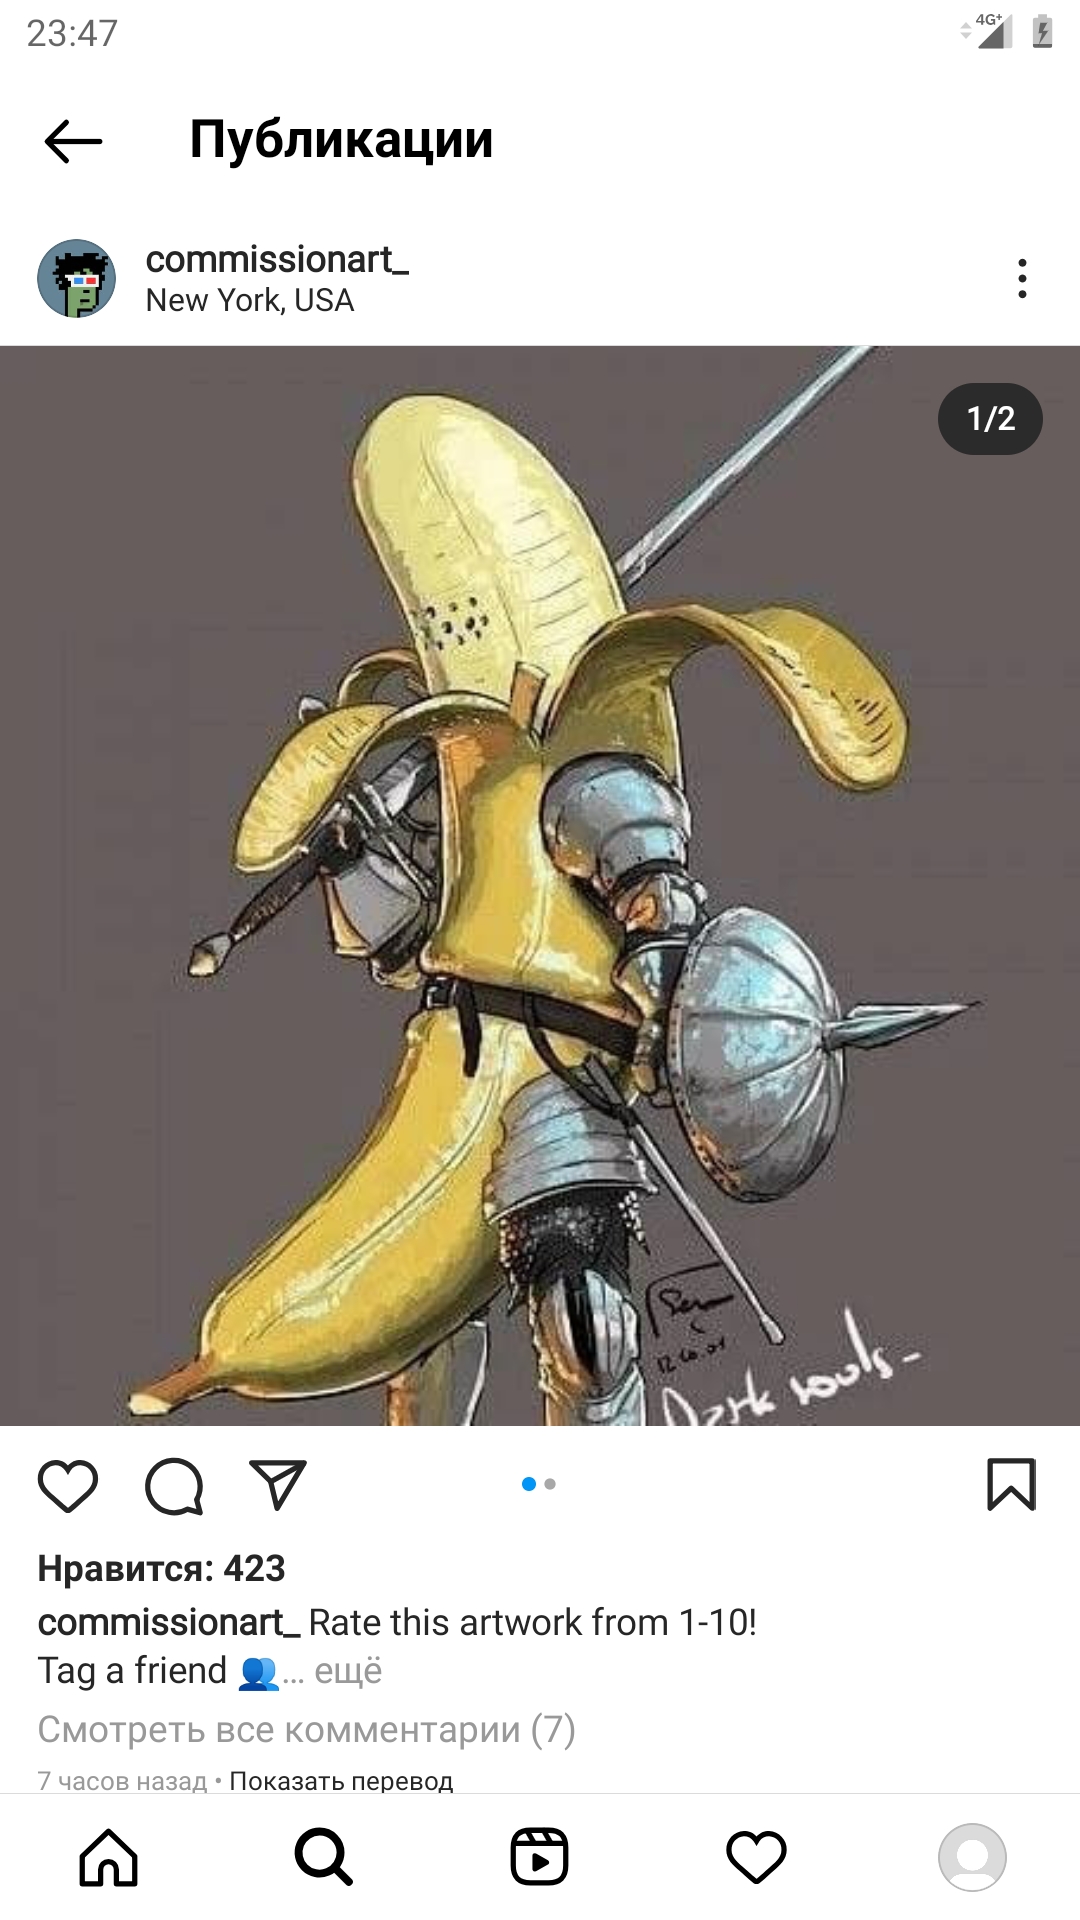 23:47
4G+
Публикации
commissionart_
New York, USA
1/2
Dark souls_
Нравится: 423
commissionart_ Rate this artwork from 1-10!
Tag a friend 👥... ещё
Смотреть все комментарии (7)
7 часов назад • Показать перевод